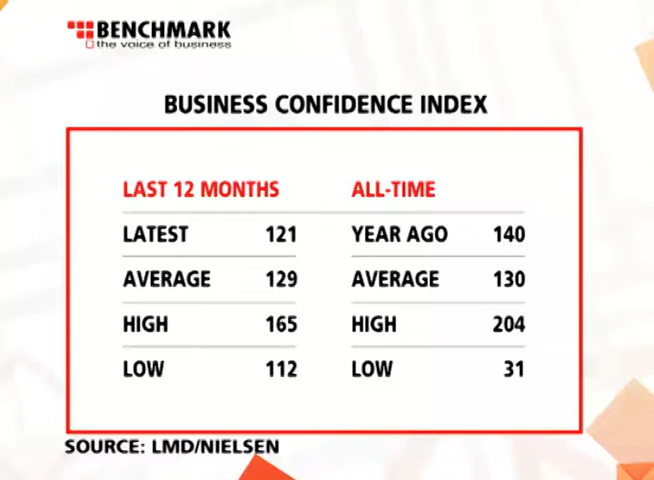 BENCHMARK
the voice of business
BUSINESS CONFIDENCE INDEX
LAST 12 MONTHS ALL-TIME
LATEST 121 YEAR AGO 140
AVERAGE 129 AVERAGE 130
HIGH 165 HIGH 204
LOW 112 LOW 31
SOURCE: LMD/NIELSEN